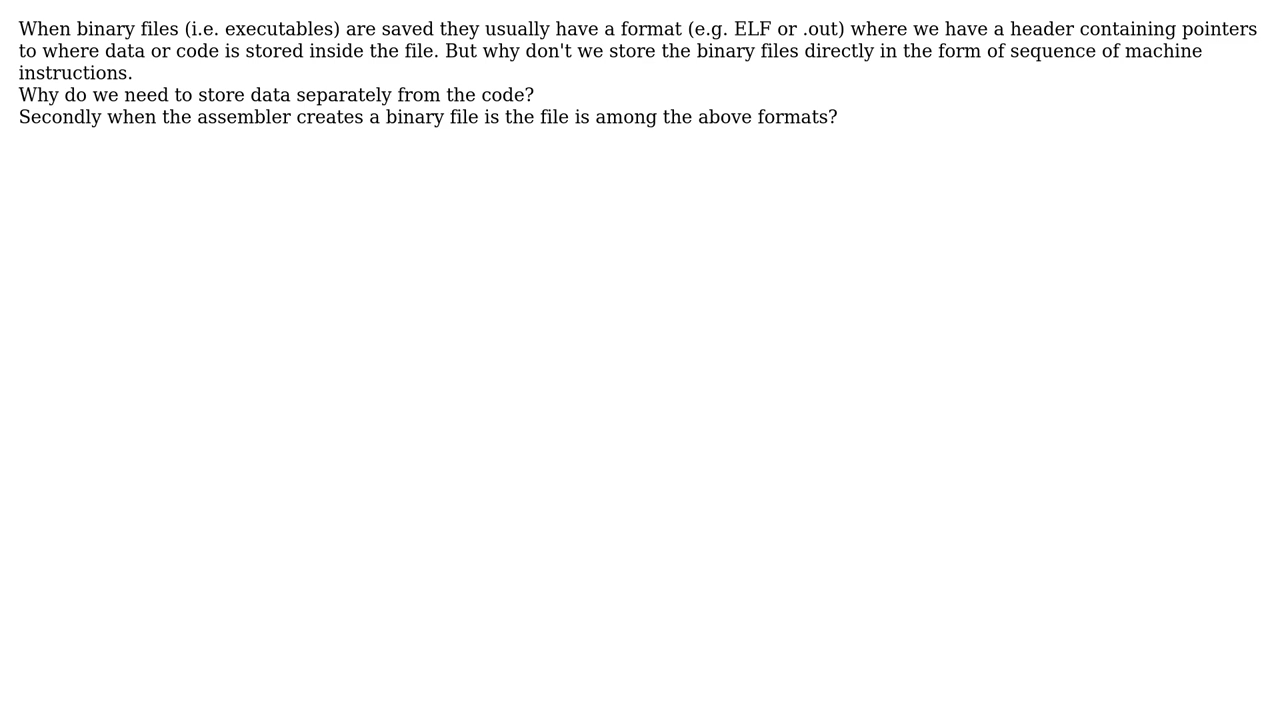 When binary files (i.e. executables) are saved they usually have a format (e.g. ELF or .out) where we have a header containing pointers
to where data or code is stored inside the file. But why don't we store the binary files directly in the form of sequence of machine
instructions.
Why do we need to store data separately from the code?
Secondly when the assembler creates a binary file is the file is among the above formats?